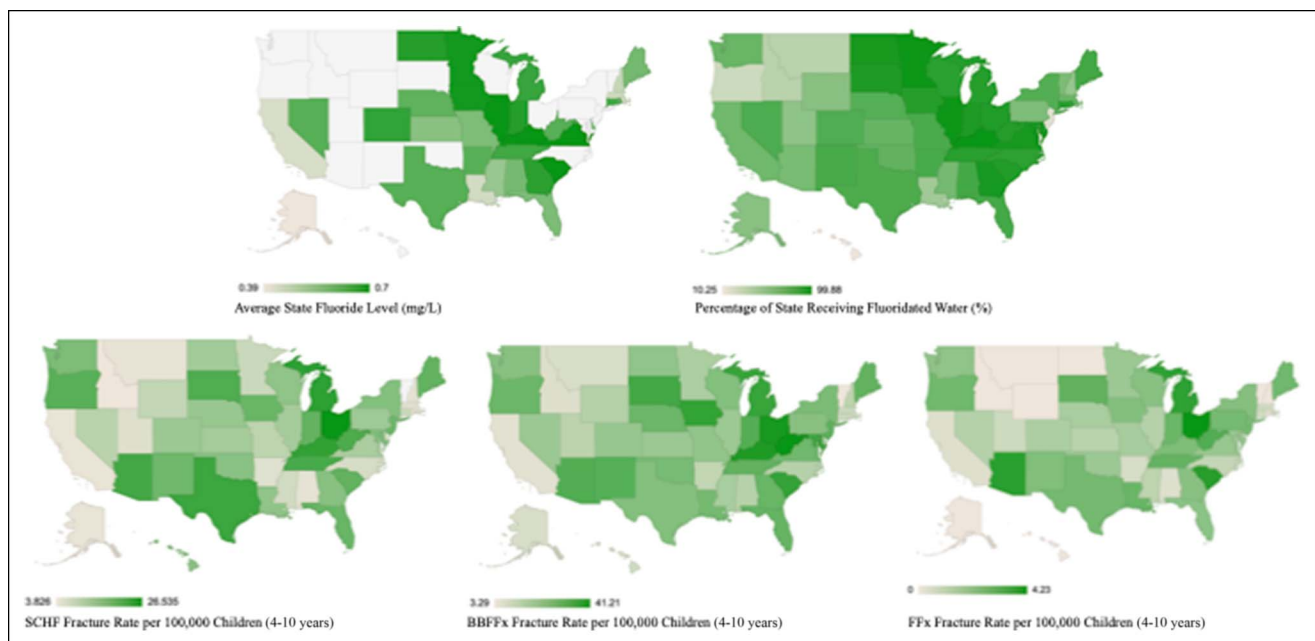 0.39 0.7
Average State Fluoride Level (mg/L)
10.25 99.88
Percentage of State Receiving Fluoridated Water (%)
3.826 26.535
SCHF Fracture Rate per 100,000 Children (4-10 years)
3.29 41.21
BBFFx Fracture Rate per 100,000 Children (4-10 years)
0 4.23
FFx Fracture Rate per 100,000 Children (4-10 years)